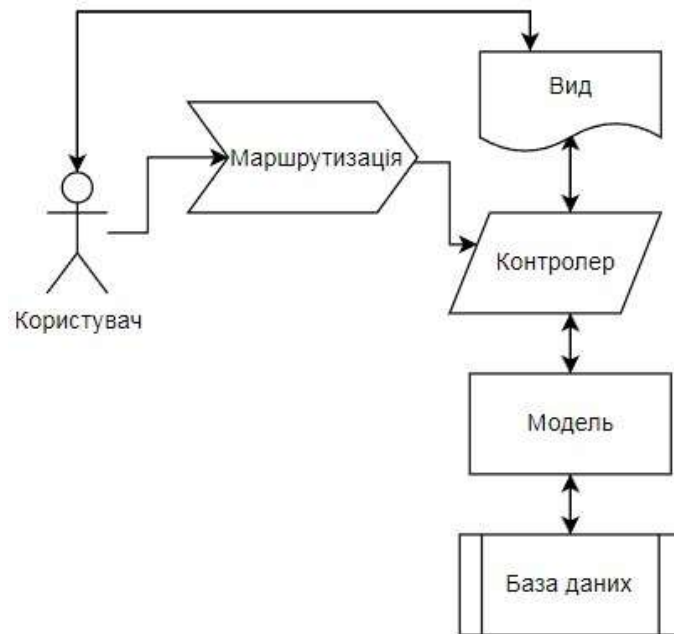 Вид
Маршрутизація
Контролер
Користувач
Модель
База даних